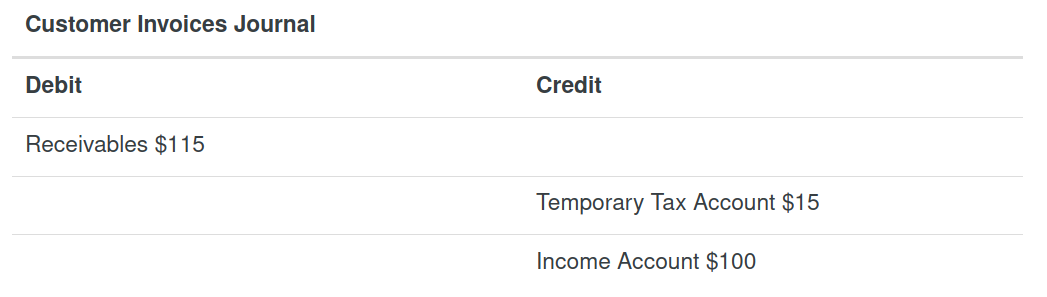 Customer Invoices Journal
Debit Credit
Receivables $115
Temporary Tax Account $15
Income Account $100